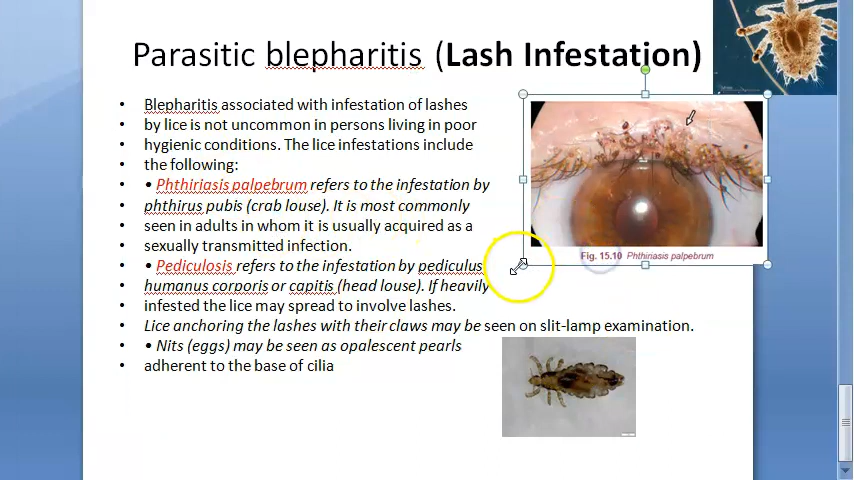 Parasitic blepharitis (Lash Infestation)
• Blepharitis associated with infestation of lashes
• by lice is not uncommon in persons living in poor
• hygienic conditions. The lice infestations include
• the following:
• • Phthiriasis palpebrum refers to the infestation by
• phthirus pubis (crab louse). It is most commonly
• seen in adults in whom it is usually acquired as a
• sexually transmitted infection.
• • Pediculosis refers to the infestation by pediculus
• humanus corporis or capitis (head louse). If heavily
• infested the lice may spread to involve lashes.
• Lice anchoring the lashes with their claws may be seen on slit-lamp examination.
• • Nits (eggs) may be seen as opalescent pearls
• adherent to the base of cilia
Fig. 15.10 Phthinasis palpebrum